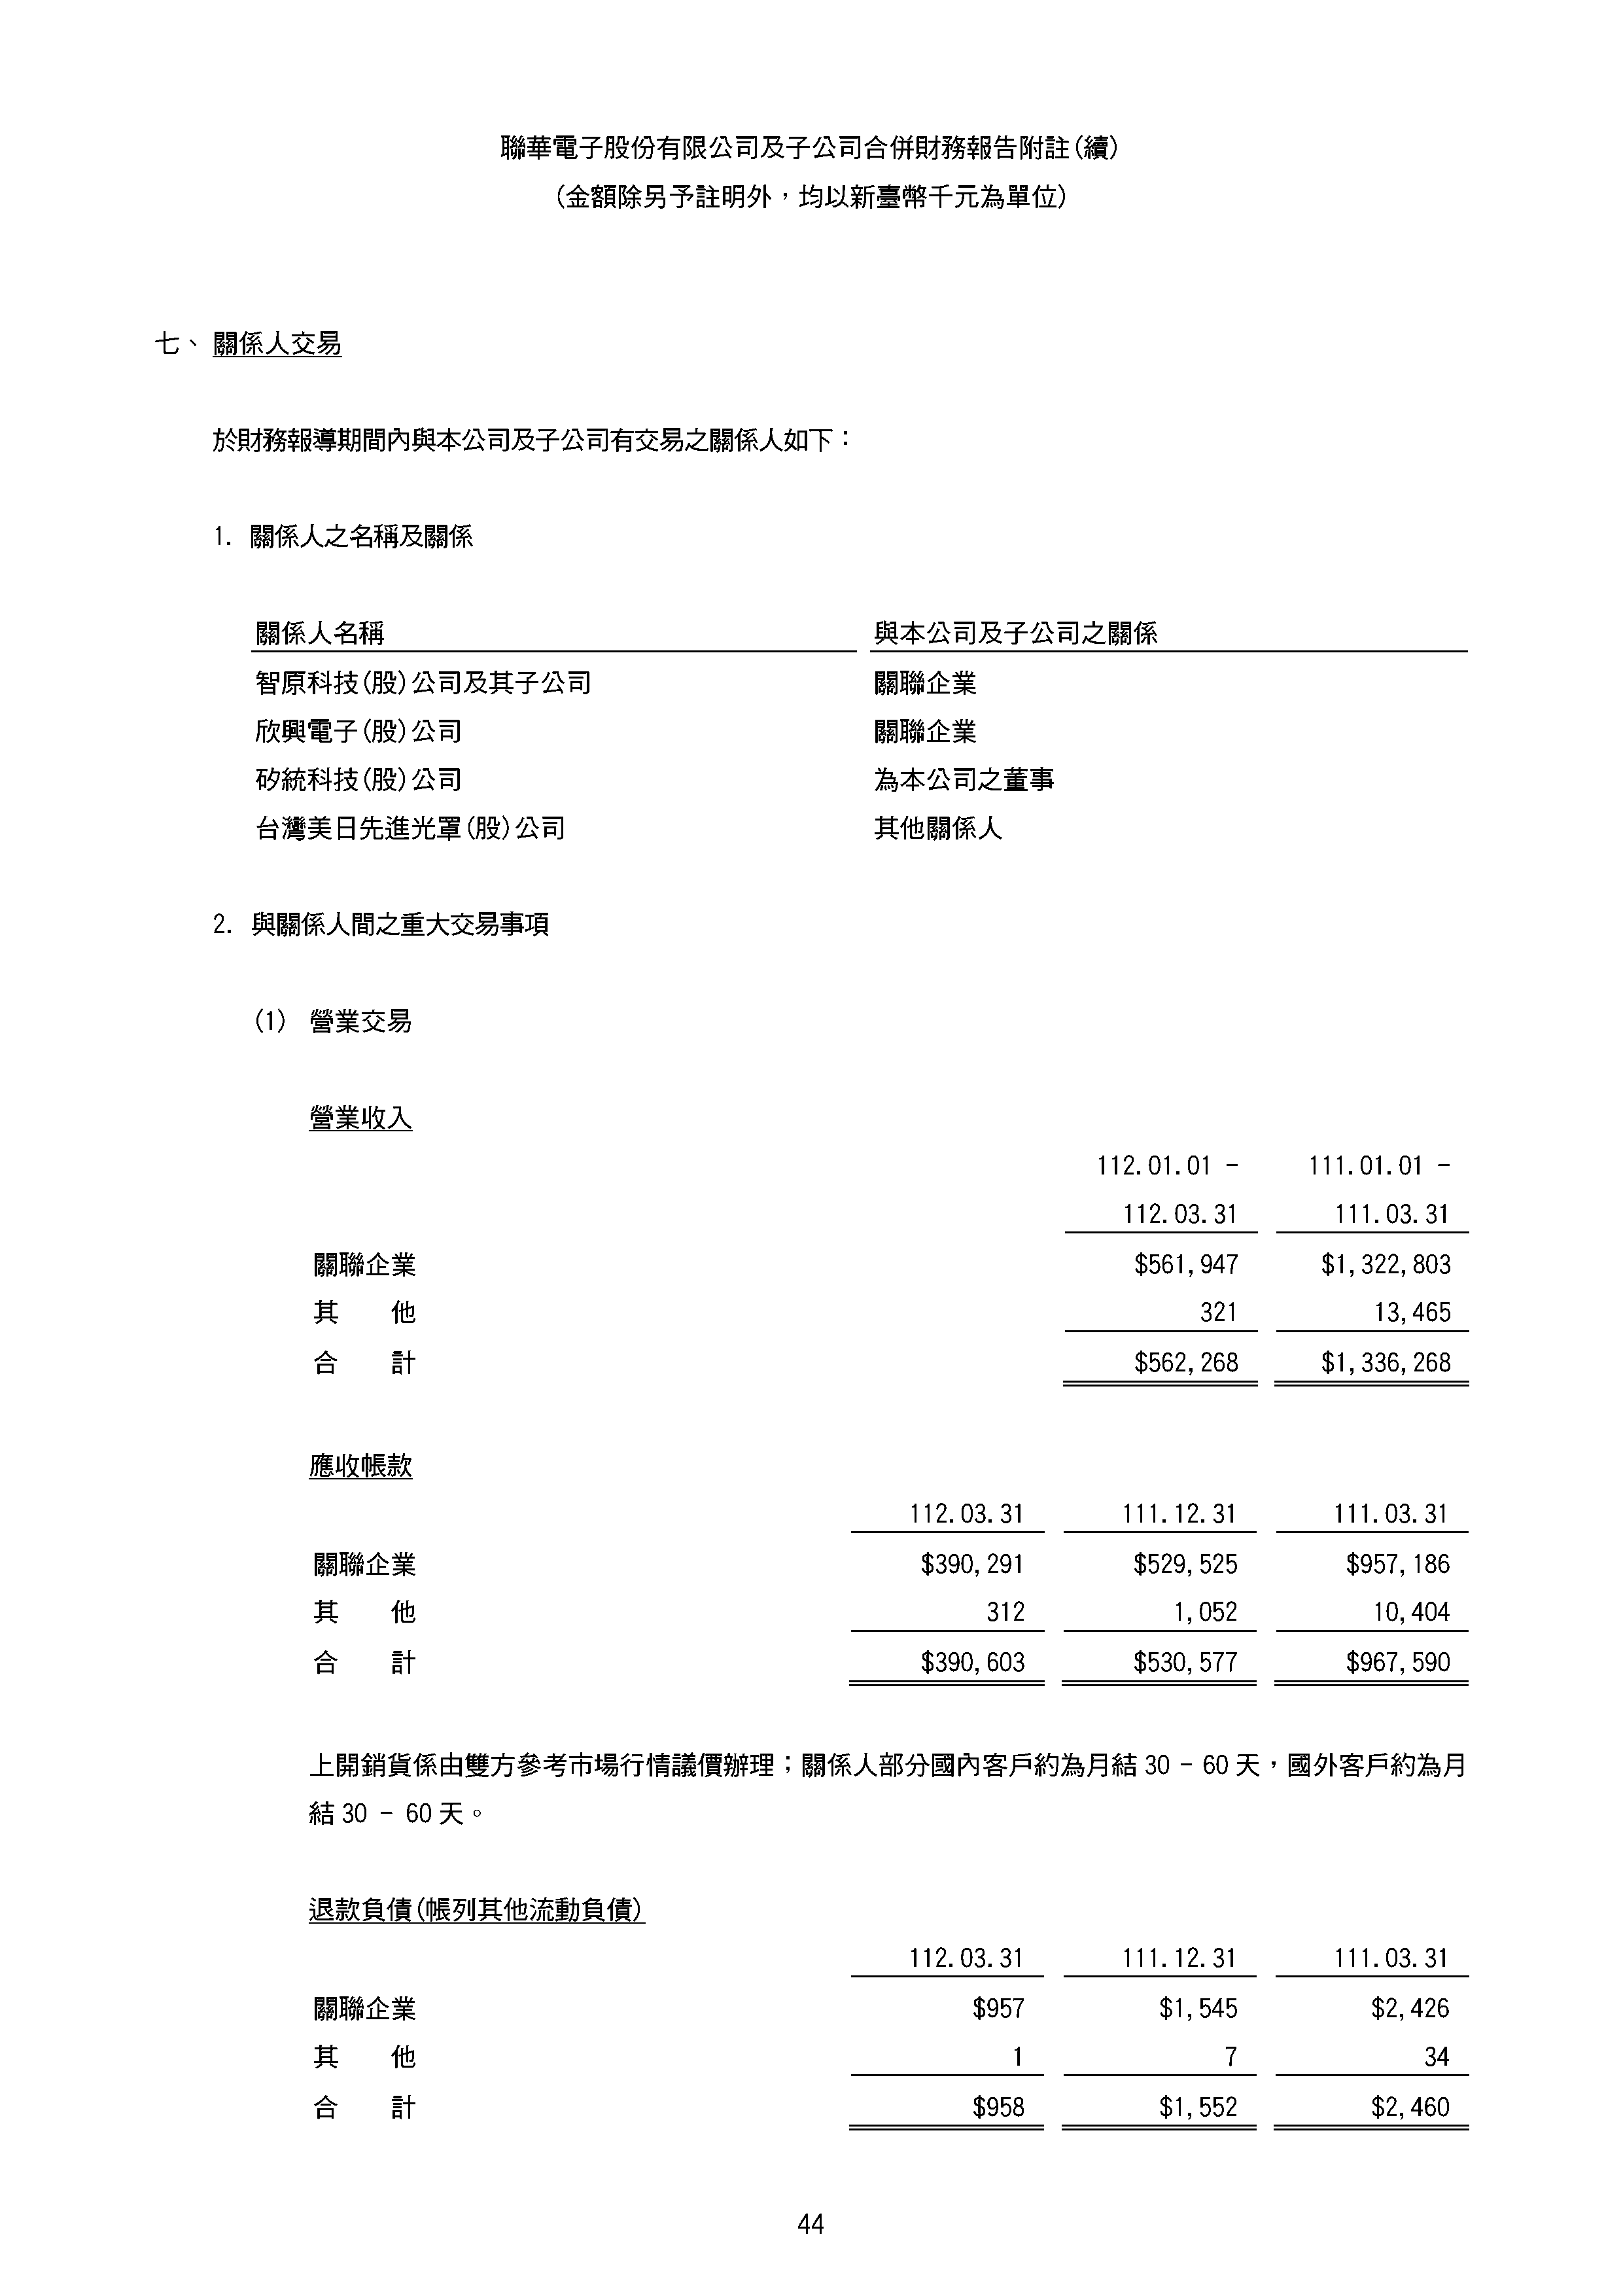 聯華電子股份有限公司及子公司合併財務報告附註(續)
(金額除另予註明外，均以新臺幣千元為單位)
七、 關係人交易
於財務報導期間內與本公司及子公司有交易之關係人如下：
1. 關係人之名稱及關係
關係人名稱 與本公司及子公司之關係
智原科技(股)公司及其子公司 關聯企業
欣興電子(股)公司 關聯企業
矽統科技(股)公司 為本公司之董事
台灣美日先進光罩(股)公司 其他關係人
2. 與關係人間之重大交易事項
(1) 營業交易
營業收入
112.01.01 - 111.01.01 -
112.03.31 111.03.31
關聯企業 $561,947 $1,322,803
其　　他 321 13,465
合　　計 $562,268 $1,336,268
應收帳款
112.03.31 111.12.31 111.03.31
關聯企業 $390,291 $529,525 $957,186
其　　他 312 1,052 10,404
合　　計 $390,603 $530,577 $967,590
上開銷貨係由雙方參考市場行情議價辦理；關係人部分國內客戶約為月結 30 - 60 天，國外客戶約為月
結 30 - 60 天。
退款負債(帳列其他流動負債)
112.03.31 111.12.31 111.03.31
關聯企業 $957 $1,545 $2,426
其　　他 1 7 34
合　　計 $958 $1,552 $2,460
44